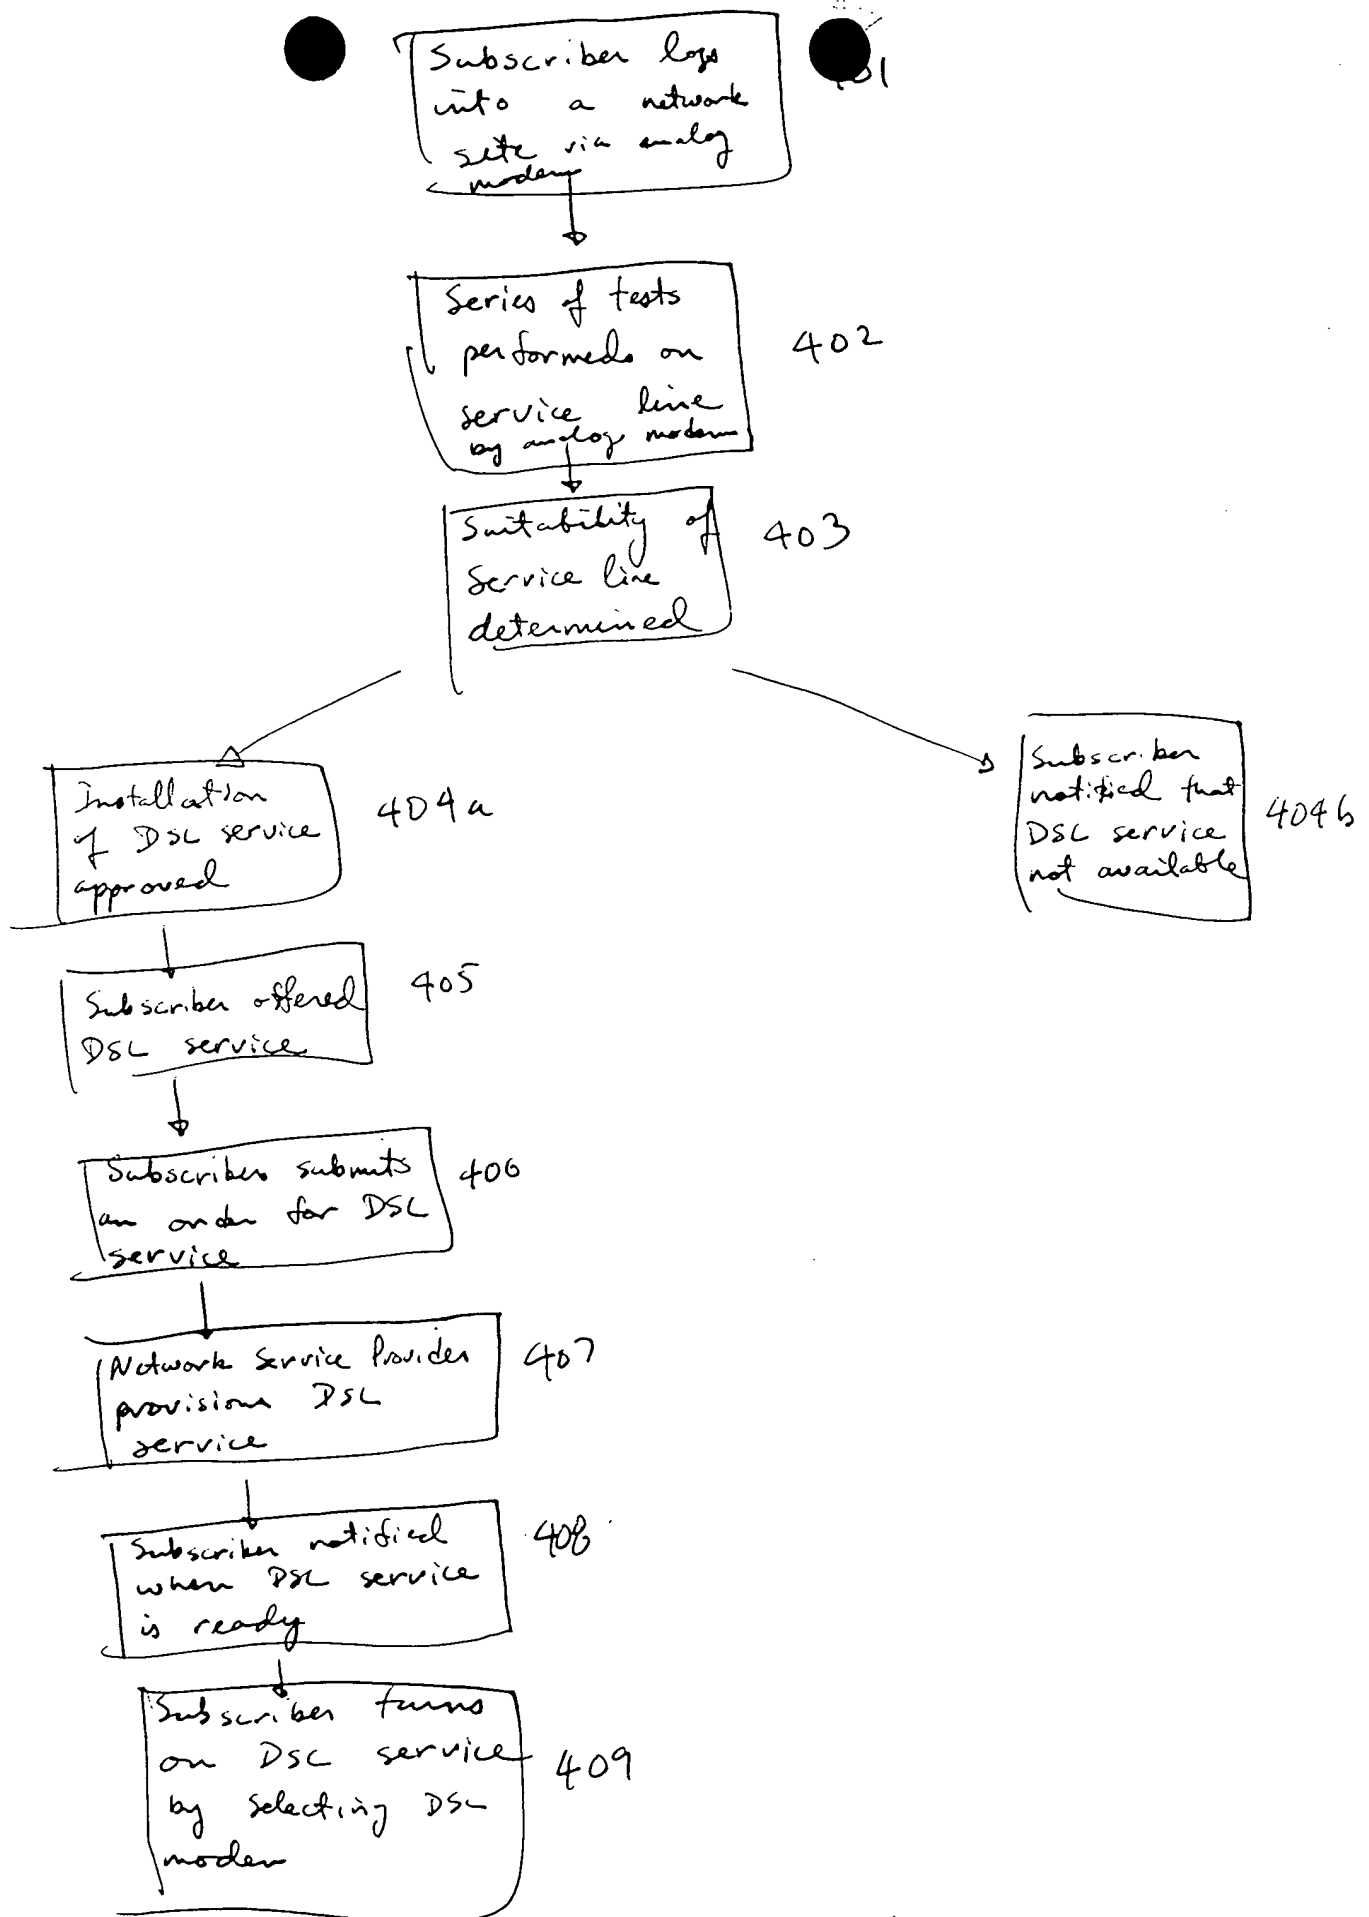 Subscriber logs
into a network
site via analog
modem
Series of tests
performeds on
service line
by analog modem
402
Suitability of
service line
determined
403
Installation
of DSL service
approved
404a
Subscriber
notified that
DSL service
not available
404b
Subscriber offered
DSL service
405
Subscriber submits
an order for DSL
service
406
Network Service Provider
provisions DSL
service
407
Subscriber notified
when DSL service
is ready
408
Subscriber turns
on DSL service
by selecting DSL
modem
409